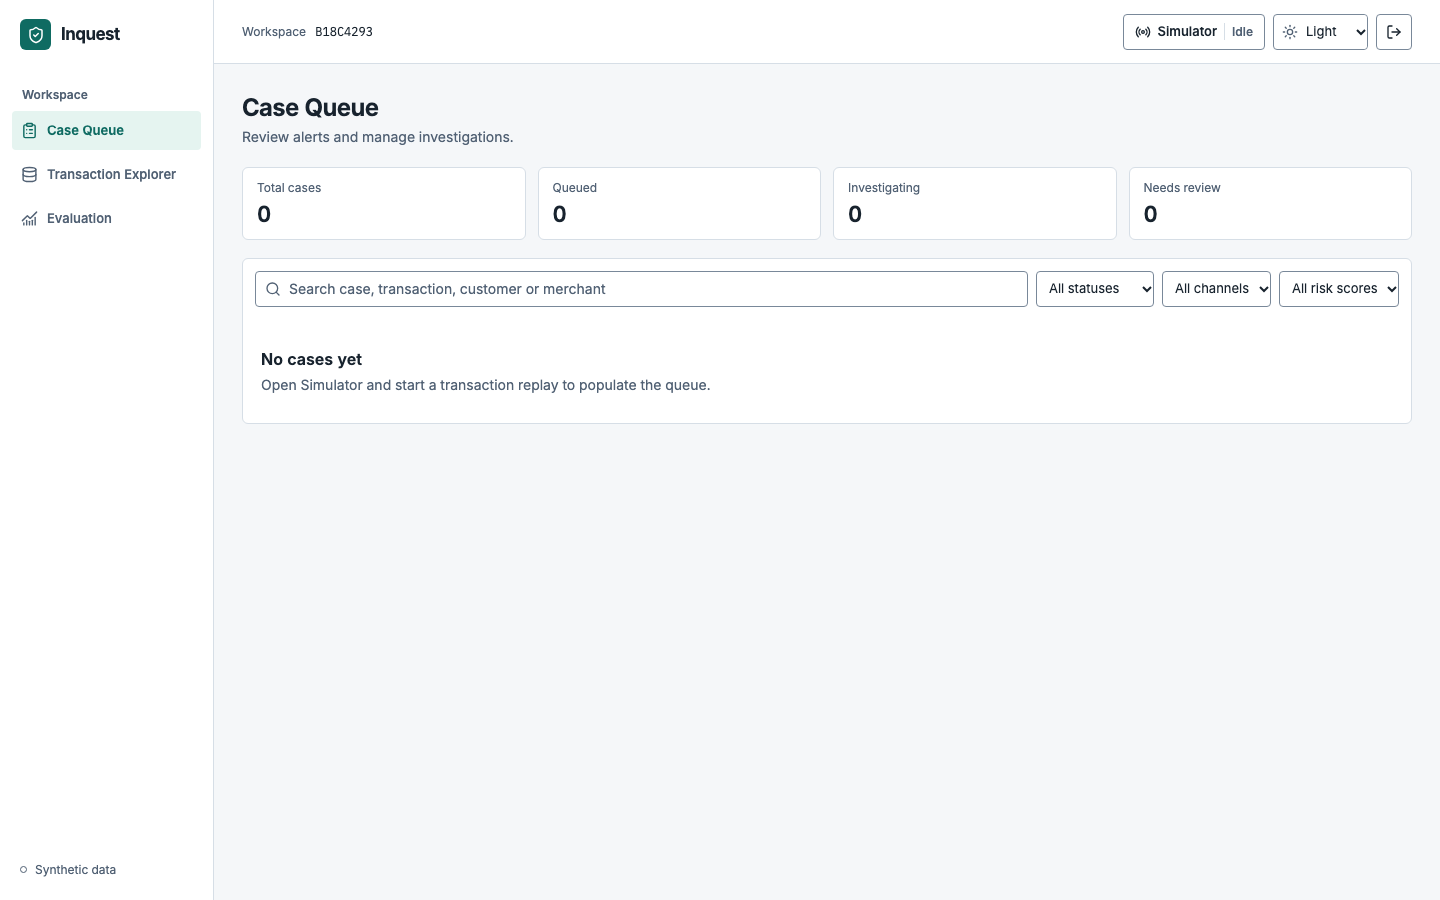 Inquest
Workspace
Case Queue
Transaction Explorer
Evaluation
Synthetic data
Workspace B18C4293
Simulator Idle
Light
Case Queue
Review alerts and manage investigations.
Total cases
0
Queued
0
Investigating
0
Needs review
0
Search case, transaction, customer or merchant
All statuses
All channels
All risk scores
No cases yet
Open Simulator and start a transaction replay to populate the queue.